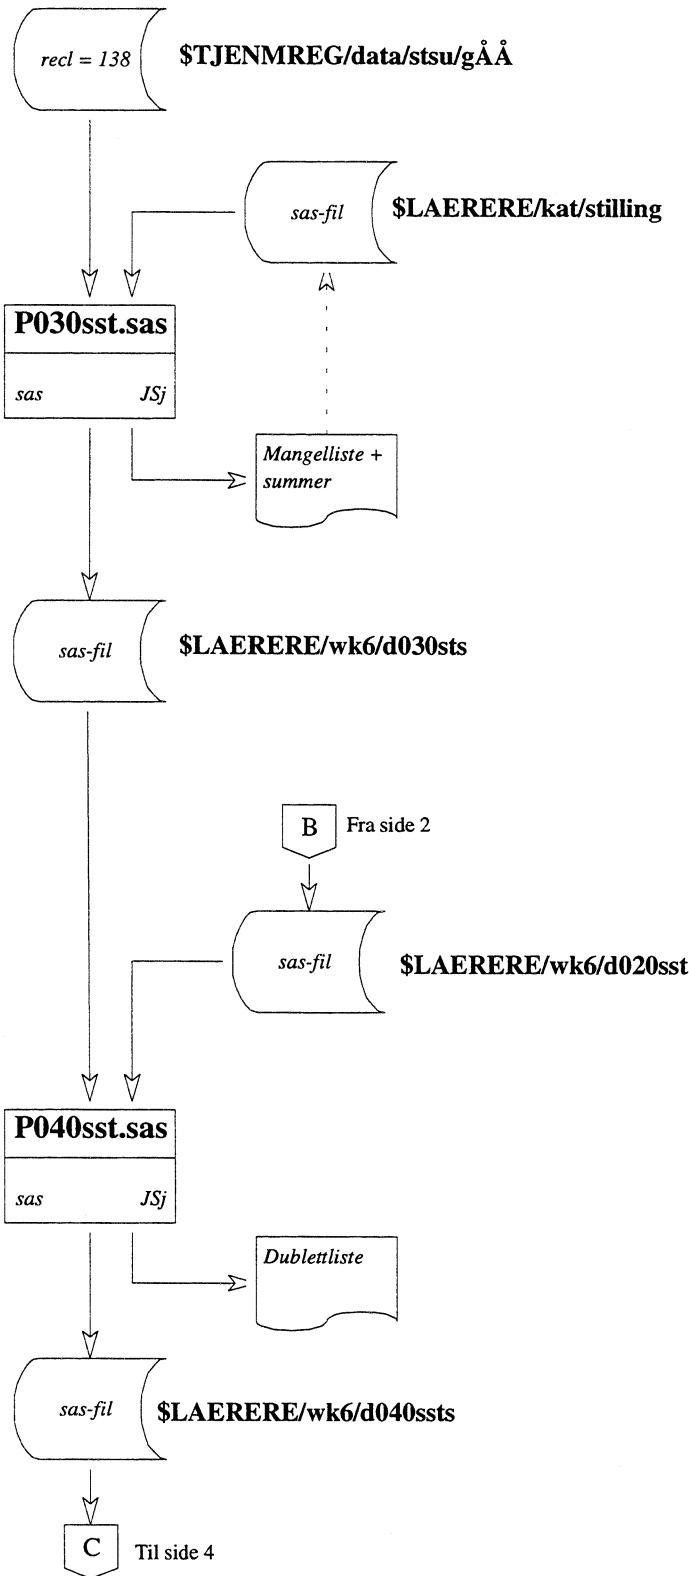 recl = 138
$TJENMREG/data/stsu/gÅÅ
sas-fil
$LAERERE/kat/stilling
P030sst.sas
sas JSj
Mangelliste +
summer
sas-fil
$LAERERE/wk6/d030sts
B
Fra side 2
sas-fil
$LAERERE/wk6/d020sst
P040sst.sas
sas JSj
Dublettliste
sas-fil
$LAERERE/wk6/d040ssts
C
Til side 4